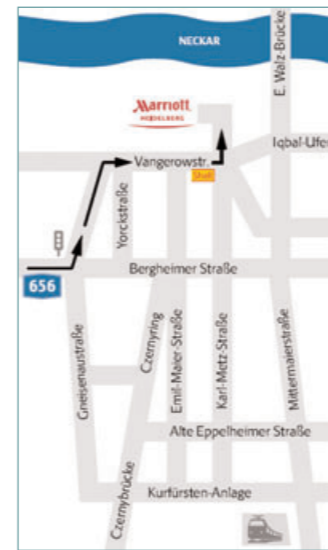 NECKAR
E. Walz-Brücke
Marriott
HEIDELBERG
Iqbal-Ufer
Vangerowstr.
Shell
Yorckstraße
Bergheimer Straße
656
Gneisenaustraße
Czernyring
Emil-Maier-Straße
Karl-Metz-Straße
Mittermaierstraße
Alte Eppelheimer Straße
Czernybrücke
Kurfürsten-Anlage